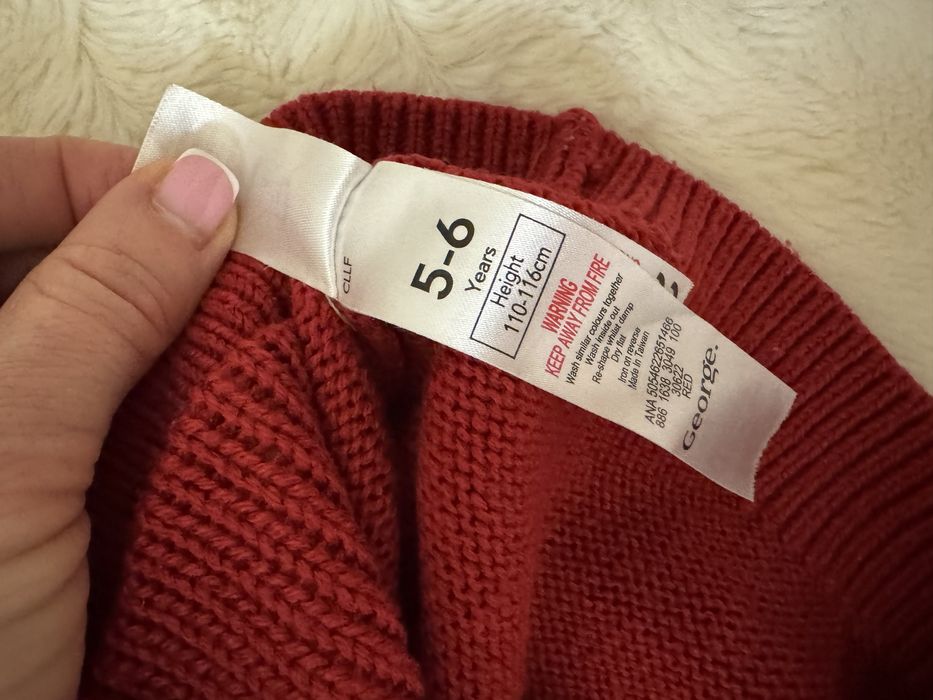 CLLF
5-6
Years
Height
110-116cm
WARNING
KEEP AWAY FROM FIRE
Wash similar colours together
Wash inside out
Re-shape whilst damp
Dry flat
Iron on reverse
Made in Taiwan
ANA 5054622851466
886 1638 3049 100
30622
RED
George.